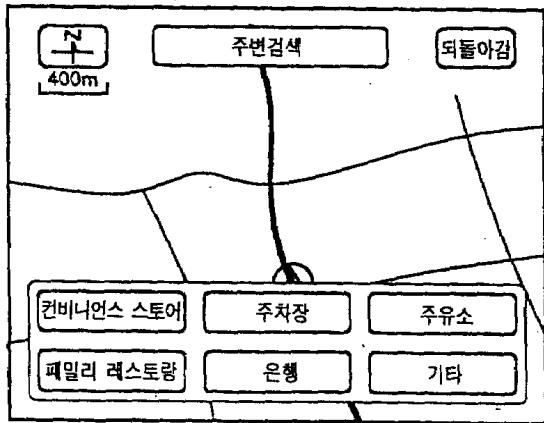 N
주변검색
되돌아감
400m
컨비니언스 스토어
주차장
주유소
패밀리 레스토랑
은행
기타